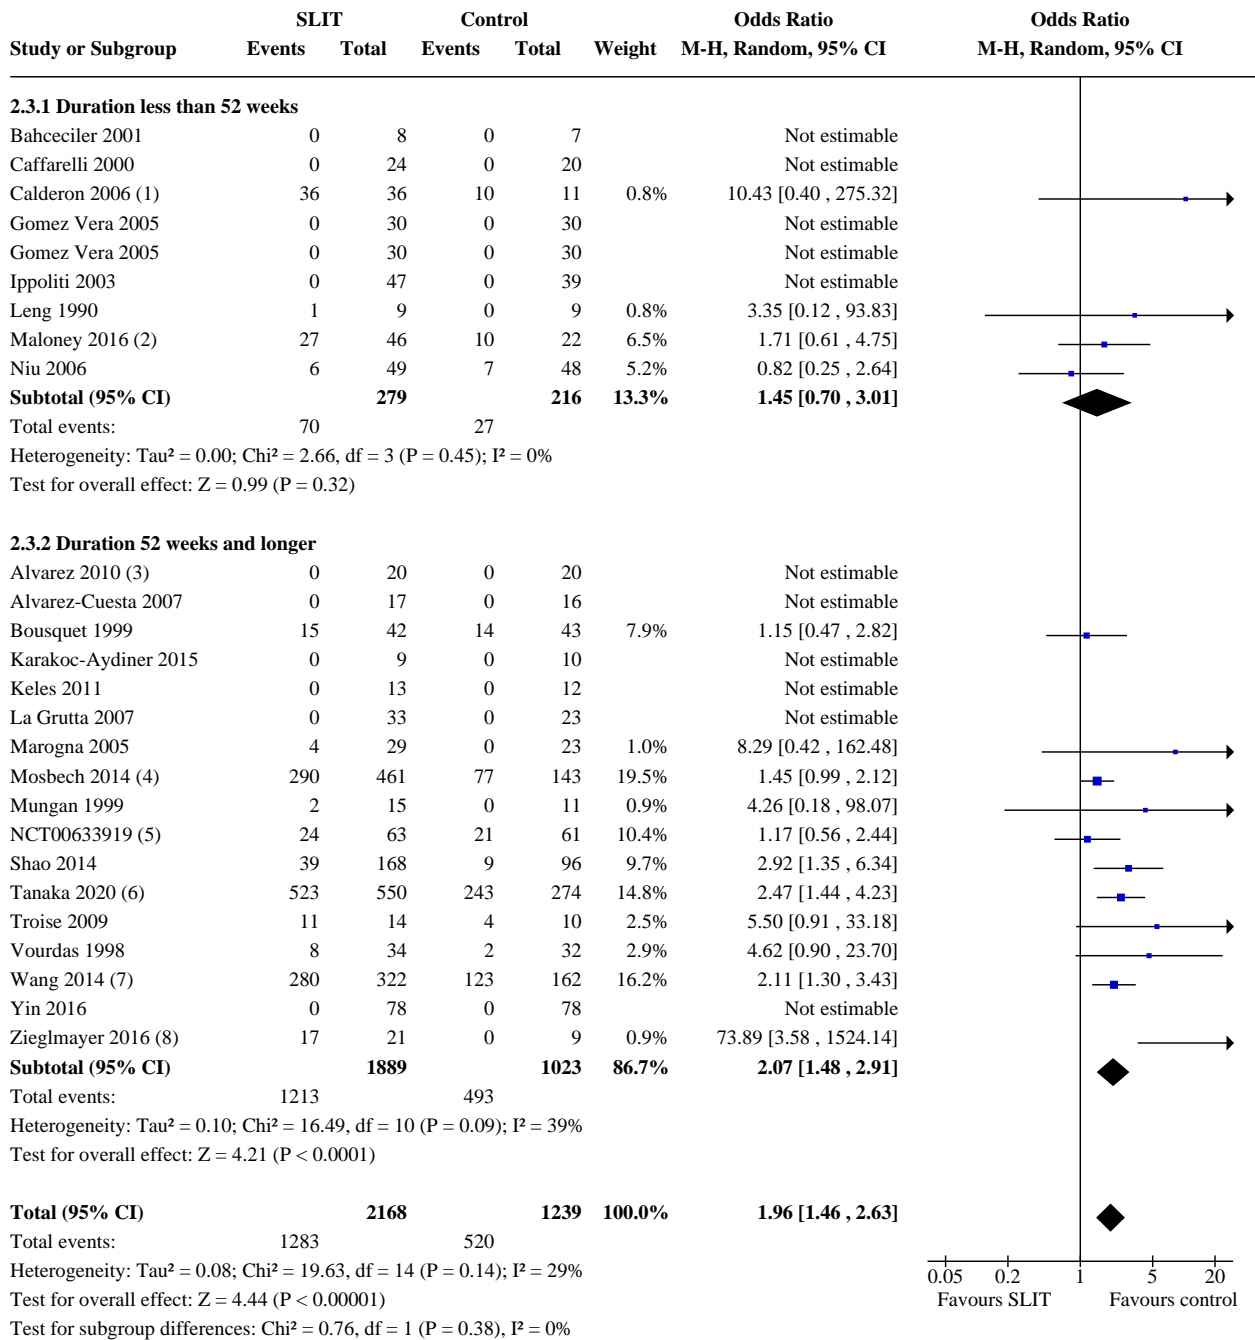 SLIT Control Odds Ratio Odds Ratio
Study or Subgroup Events Total Events Total Weight M-H, Random, 95% CI M-H, Random, 95% CI
2.3.1 Duration less than 52 weeks
Bahceciler 2001 0 8 0 7 Not estimable
Caffarelli 2000 0 24 0 20 Not estimable
Calderon 2006 (1) 36 36 10 11 0.8% 10.43 [0.40 , 275.32]
Gomez Vera 2005 0 30 0 30 Not estimable
Gomez Vera 2005 0 30 0 30 Not estimable
Ippoliti 2003 0 47 0 39 Not estimable
Leng 1990 1 9 0 9 0.8% 3.35 [0.12 , 93.83]
Maloney 2016 (2) 27 46 10 22 6.5% 1.71 [0.61 , 4.75]
Niu 2006 6 49 7 48 5.2% 0.82 [0.25 , 2.64]
Subtotal (95% CI) 279 216 13.3% 1.45 [0.70 , 3.01]
Total events: 70 27
Heterogeneity: Tau² = 0.00; Chi² = 2.66, df = 3 (P = 0.45); I² = 0%
Test for overall effect: Z = 0.99 (P = 0.32)
2.3.2 Duration 52 weeks and longer
Alvarez 2010 (3) 0 20 0 20 Not estimable
Alvarez-Cuesta 2007 0 17 0 16 Not estimable
Bousquet 1999 15 42 14 43 7.9% 1.15 [0.47 , 2.82]
Karakoc-Aydiner 2015 0 9 0 10 Not estimable
Keles 2011 0 13 0 12 Not estimable
La Grutta 2007 0 33 0 23 Not estimable
Marogna 2005 4 29 0 23 1.0% 8.29 [0.42 , 162.48]
Mosbech 2014 (4) 290 461 77 143 19.5% 1.45 [0.99 , 2.12]
Mungan 1999 2 15 0 11 0.9% 4.26 [0.18 , 98.07]
NCT00633919 (5) 24 63 21 61 10.4% 1.17 [0.56 , 2.44]
Shao 2014 39 168 9 96 9.7% 2.92 [1.35 , 6.34]
Tanaka 2020 (6) 523 550 243 274 14.8% 2.47 [1.44 , 4.23]
Troise 2009 11 14 4 10 2.5% 5.50 [0.91 , 33.18]
Vourdas 1998 8 34 2 32 2.9% 4.62 [0.90 , 23.70]
Wang 2014 (7) 280 322 123 162 16.2% 2.11 [1.30 , 3.43]
Yin 2016 0 78 0 78 Not estimable
Zieglmayer 2016 (8) 17 21 0 9 0.9% 73.89 [3.58 , 1524.14]
Subtotal (95% CI) 1889 1023 86.7% 2.07 [1.48 , 2.91]
Total events: 1213 493
Heterogeneity: Tau² = 0.10; Chi² = 16.49, df = 10 (P = 0.09); I² = 39%
Test for overall effect: Z = 4.21 (P < 0.0001)
Total (95% CI) 2168 1239 100.0% 1.96 [1.46 , 2.63]
Total events: 1283 520
Heterogeneity: Tau² = 0.08; Chi² = 19.63, df = 14 (P = 0.14); I² = 29%
0.05 0.2 1 5 20
Test for overall effect: Z = 4.44 (P < 0.00001) Favours SLIT Favours control
Test for subgroup differences: Chi² = 0.76, df = 1 (P = 0.38), I² = 0%